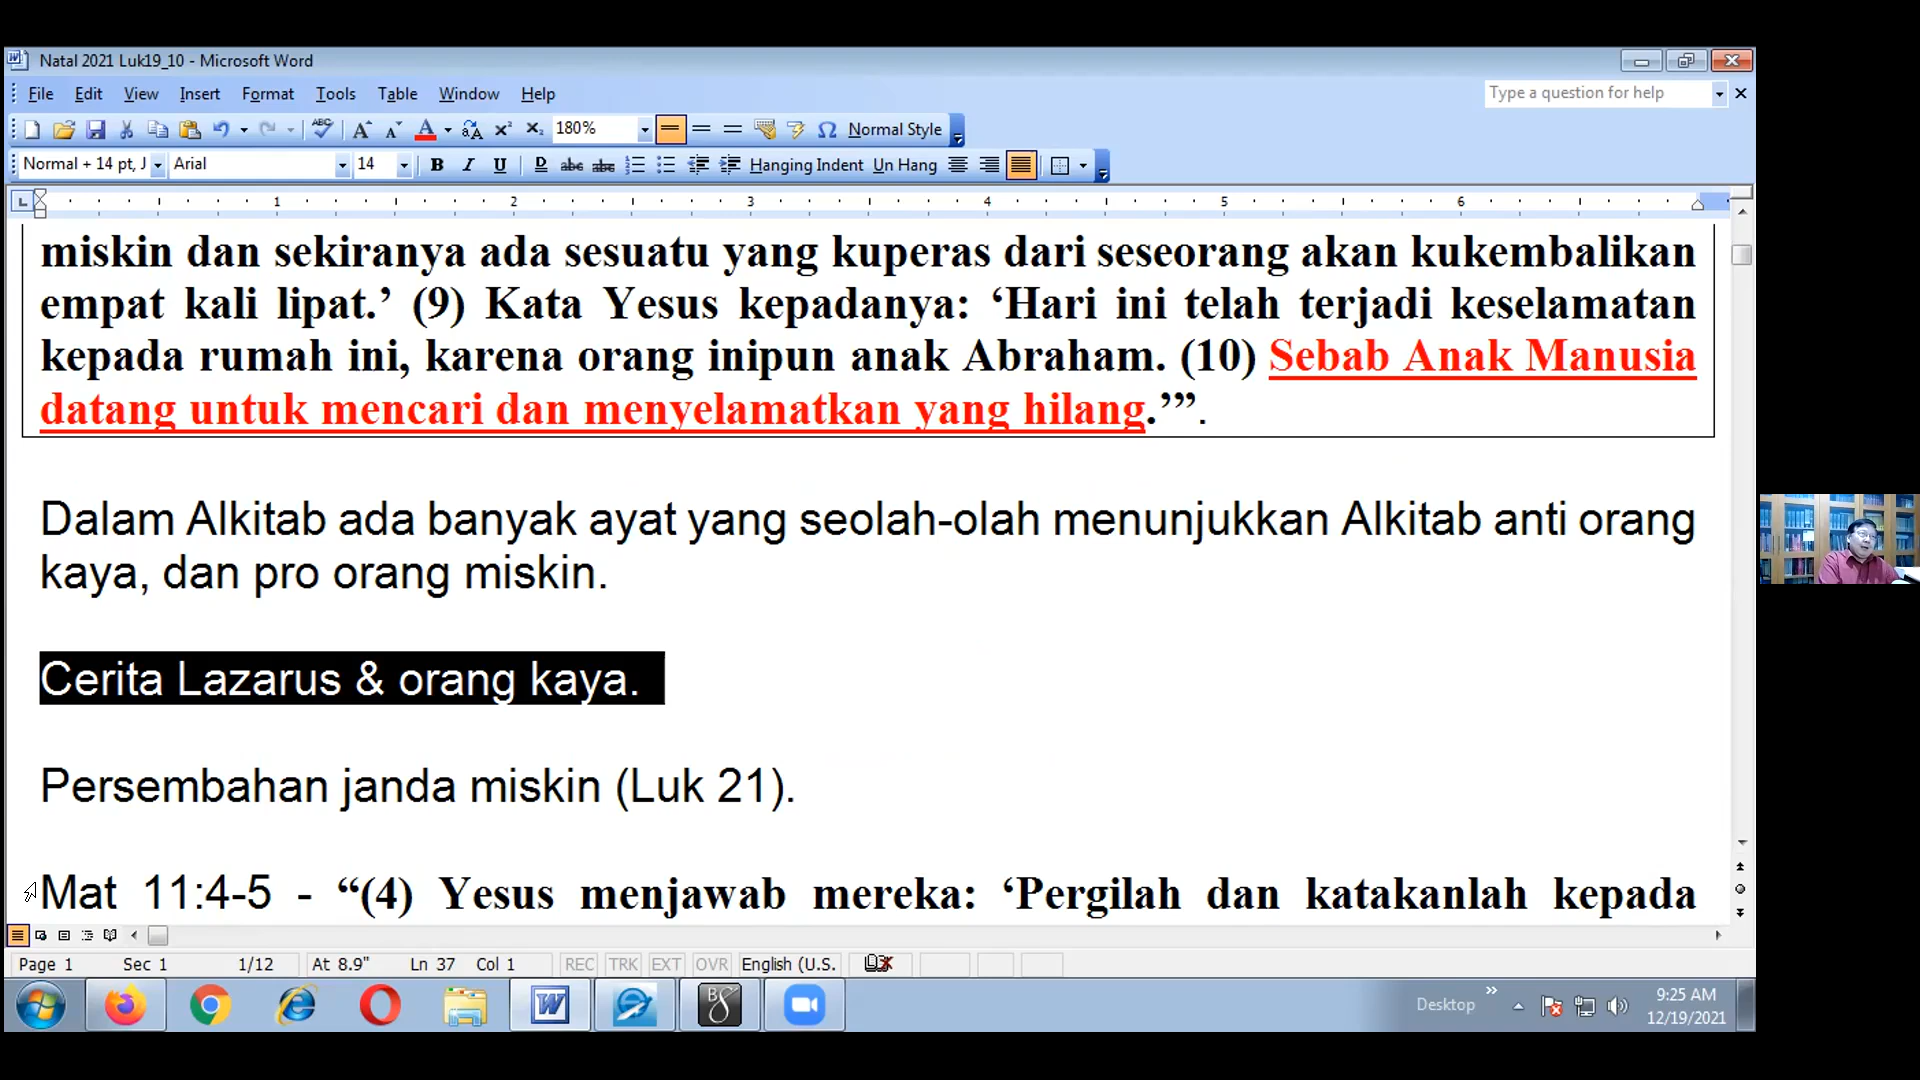 Natal 2021 Luk19_10 - Microsoft Word
File Edit View Insert Format Tools Table Window Help
Type a question for help
180% Normal Style
Normal + 14 pt, J Arial 14 B I U Hanging Indent Un Hang
1 2 3 4 5 6
miskin dan sekiranya ada sesuatu yang kuperas dari seseorang akan kukembalikan
empat kali lipat.’ (9) Kata Yesus kepadanya: ‘Hari ini telah terjadi keselamatan
kepada rumah ini, karena orang inipun anak Abraham. (10) Sebab Anak Manusia
datang untuk mencari dan menyelamatkan yang hilang.’”.
Dalam Alkitab ada banyak ayat yang seolah-olah menunjukkan Alkitab anti orang
kaya, dan pro orang miskin.
Cerita Lazarus & orang kaya.
Persembahan janda miskin (Luk 21).
Mat 11:4-5 - “(4) Yesus menjawab mereka: ‘Pergilah dan katakanlah kepada
Page 1 Sec 1 1/12 At 8.9" Ln 37 Col 1 REC TRK EXT OVR English (U.S.
Desktop
9:25 AM
12/19/2021